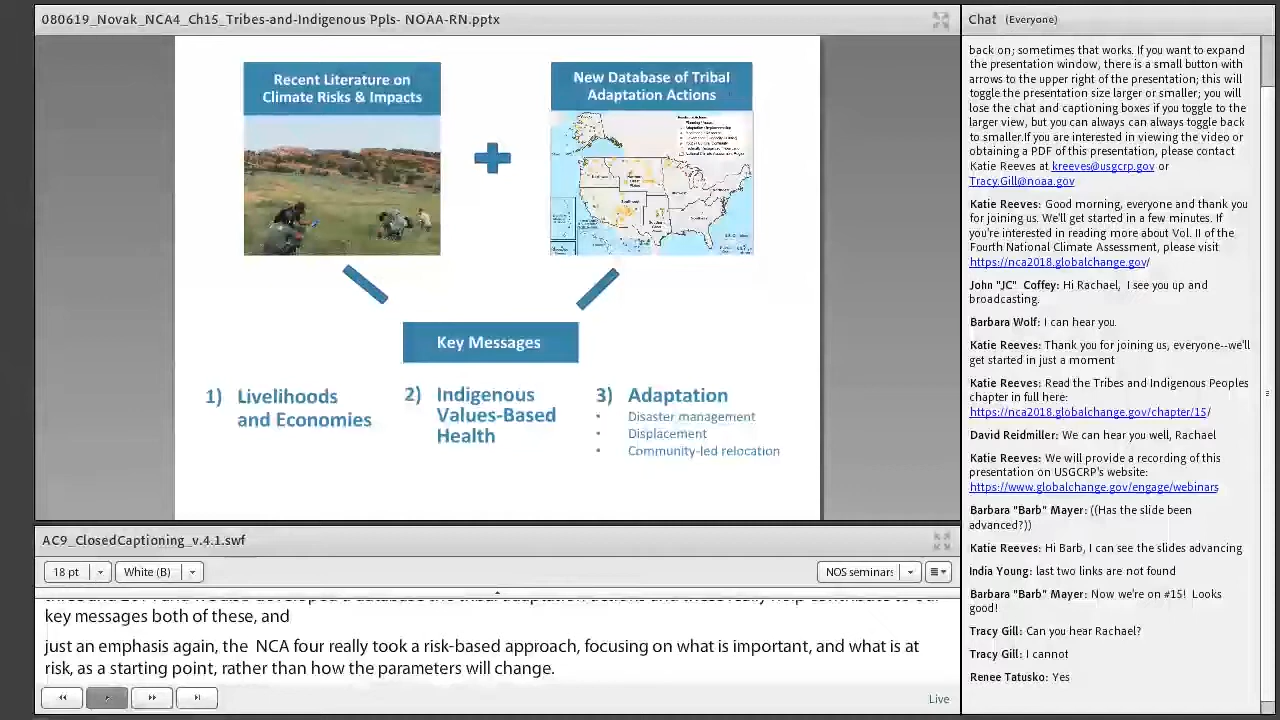 080619_Novak_NCA4_Ch15_Tribes-and-Indigenous Ppls- NOAA-RN.pptx
Recent Literature on
Climate Risks & Impacts
New Database of Tribal
Adaptation Actions
Key Messages
1) Livelihoods
and Economies
2) Indigenous
Values-Based
Health
3) Adaptation
• Disaster management
• Displacement
• Community-led relocation
AC9_ClosedCaptioning_v.4.1.swf
18 pt
White (B)
NOS seminars
key messages both of these, and
just an emphasis again, the NCA four really took a risk-based approach, focusing on what is important, and what is at
risk, as a starting point, rather than how the parameters will change.
Live
Chat (Everyone)
back on; sometimes that works. If you want to expand
the presentation window, there is a small button with
arrows to the upper right of the presentation; this will
toggle the presentation size larger or smaller; you will
lose the chat and captioning boxes if you toggle to the
larger view, but you can always can always toggle back
to smaller.If you are interested in viewing the video or
obtaining a PDF of this presentation, please contact
Katie Reeves at kreeves@usgcrp.gov or
Tracy.Gill@noaa.gov
Katie Reeves: Good morning, everyone and thank you
for joining us. We'll get started in a few minutes. If
you're interested in reading more about Vol. II of the
Fourth National Climate Assessment, please visit
https://nca2018.globalchange.gov/
John "JC" Coffey: Hi Rachael, I see you up and
broadcasting.
Barbara Wolf: I can hear you.
Katie Reeves: Thank you for joining us, everyone--we'll
get started in just a moment
Katie Reeves: Read the Tribes and Indigenous Peoples
chapter in full here:
https://nca2018.globalchange.gov/chapter/15/
David Reidmiller: We can hear you well, Rachael
Katie Reeves: We will provide a recording of this
presentation on USGCRP's website:
https://www.globalchange.gov/engage/webinars
Barbara "Barb" Mayer: ((Has the slide been
advanced?))
Katie Reeves: Hi Barb, I can see the slides advancing
India Young: last two links are not found
Barbara "Barb" Mayer: Now we're on #15! Looks
good!
Tracy Gill: Can you hear Rachael?
Tracy Gill: I cannot
Renee Tatusko: Yes